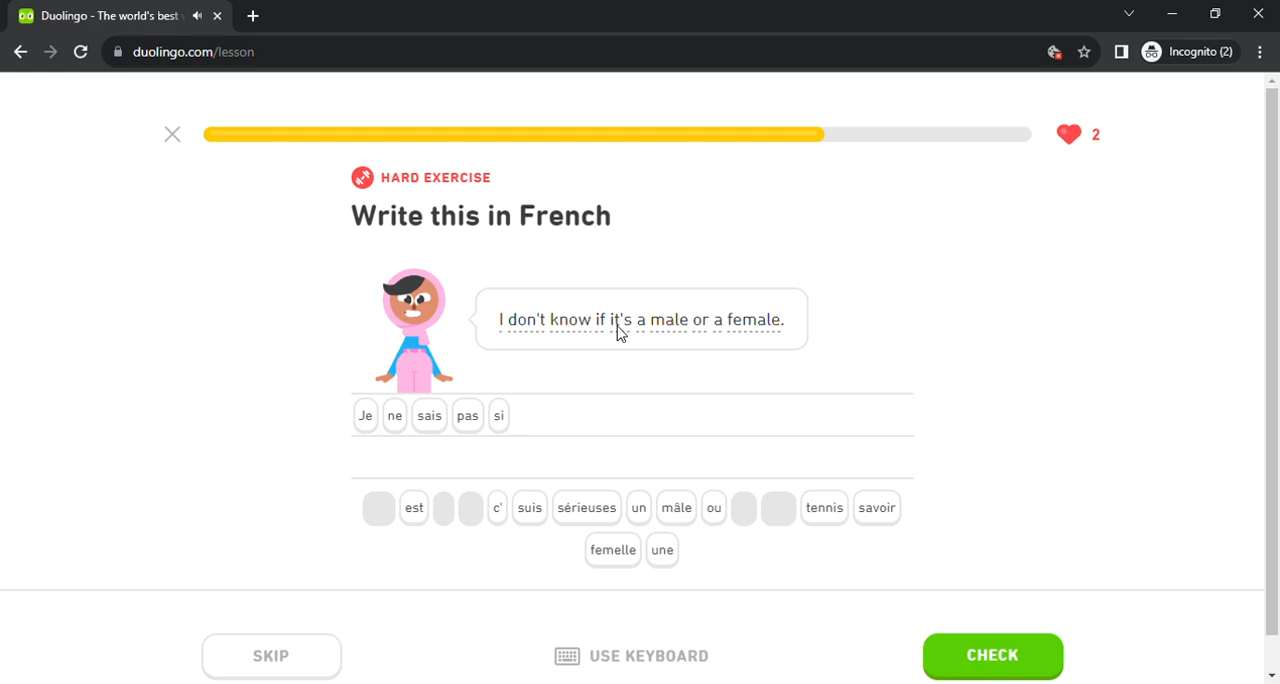 Duolingo - The world's best
duolingo.com/lesson
Incognito (2)
2
HARD EXERCISE
Write this in French
I don't know if it's a male or a female.
Je ne sais pas si
est c' suis sérieuses un mâle ou tennis savoir
femelle une
SKIP
USE KEYBOARD
CHECK